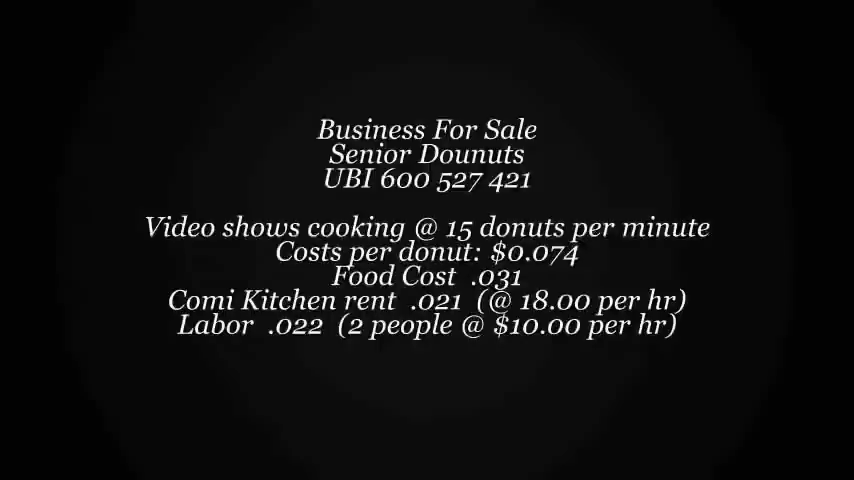 Business For Sale
Senior Dounuts
UBI 600 527 421
Video shows cooking @ 15 donuts per minute
Costs per donut: $0.074
Food Cost .031
Comi Kitchen rent .021 (@ 18.00 per hr)
Labor .022 (2 people @ $10.00 per hr)